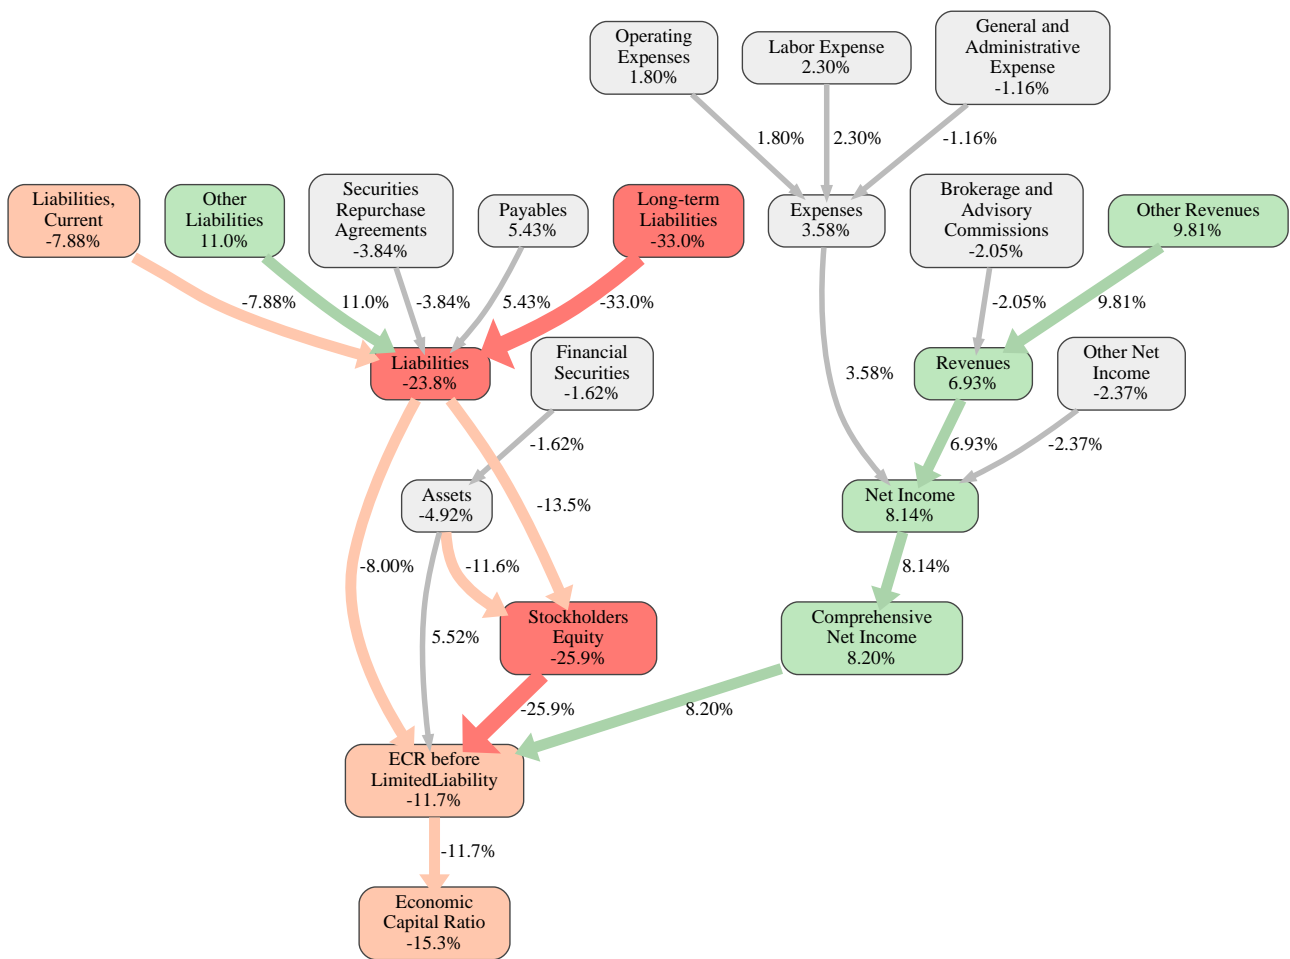 Operating
Expenses
1.80%
Labor Expense
2.30%
General and
Administrative
Expense
-1.16%
1.80%
2.30%
-1.16%
Liabilities,
Current
-7.88%
Other
Liabilities
11.0%
Securities
Repurchase
Agreements
-3.84%
Payables
5.43%
Long-term
Liabilities
-33.0%
Expenses
3.58%
Brokerage and
Advisory
Commissions
-2.05%
Other Revenues
9.81%
-7.88%
11.0%
-3.84%
5.43%
-33.0%
-2.05%
9.81%
Liabilities
-23.8%
Financial
Securities
-1.62%
3.58%
Revenues
6.93%
Other Net
Income
-2.37%
-1.62%
6.93%
-2.37%
Assets
-4.92%
-13.5%
Net Income
8.14%
-8.00%
-11.6%
8.14%
5.52%
Stockholders
Equity
-25.9%
Comprehensive
Net Income
8.20%
-25.9%
8.20%
ECR before
LimitedLiability
-11.7%
-11.7%
Economic
Capital Ratio
-15.3%